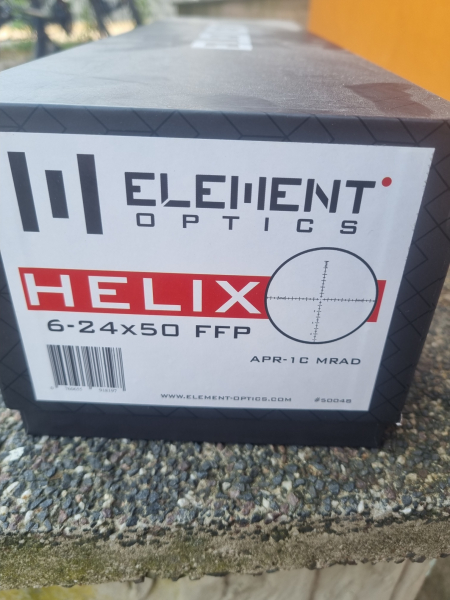 ELEMENT
OPTICS
HELIX
6-24x50 FFP
APR-1C MRAD
WWW.ELEMENT-OPTICS.COM #50048